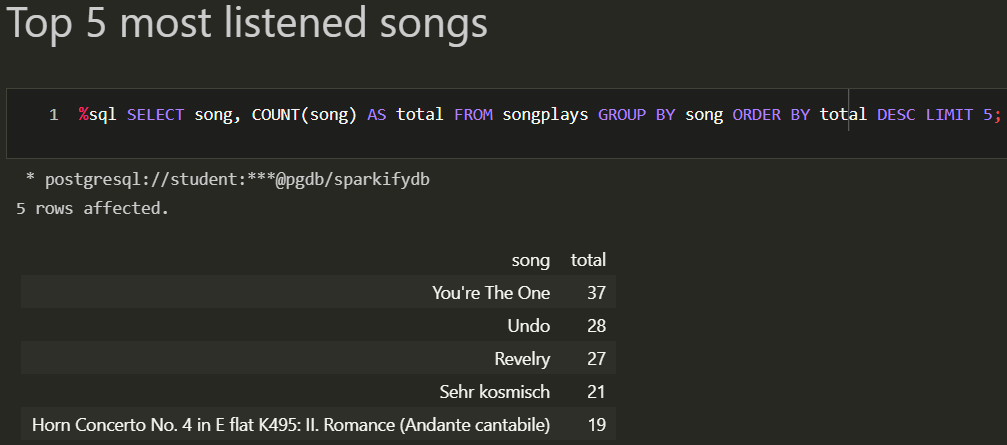 Top 5 most listened songs
1 %sql SELECT song, COUNT(song) AS total FROM songplays GROUP BY song ORDER BY total DESC LIMIT 5;
* postgresql://student:***@pgdb/sparkifydb
5 rows affected.
song total
You're The One 37
Undo 28
Revelry 27
Sehr kosmisch 21
Horn Concerto No. 4 in E flat K495: II. Romance (Andante cantabile) 19